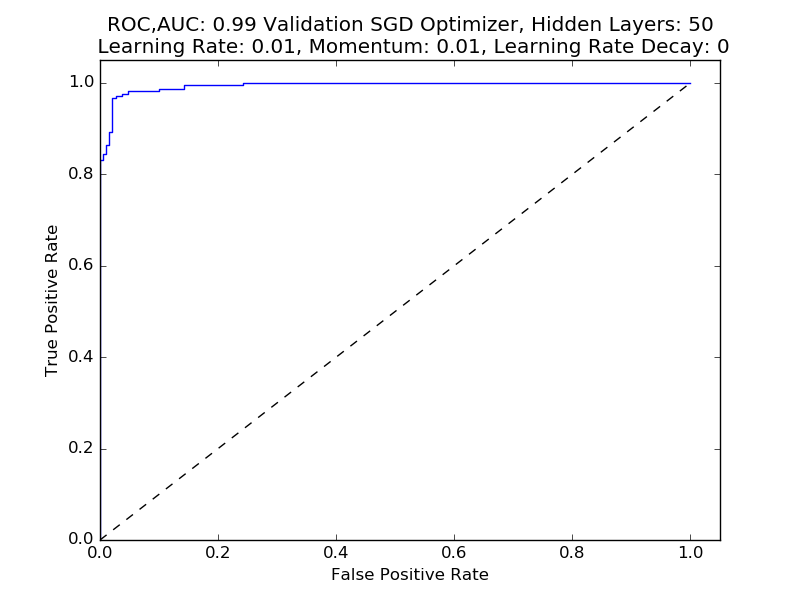 ROC,AUC: 0.99 Validation SGD Optimizer, Hidden Layers: 50
Learning Rate: 0.01, Momentum: 0.01, Learning Rate Decay: 0
1.0
0.8
0.6
0.4
0.2
0.0
True Positive Rate
0.0 0.2 0.4 0.6 0.8 1.0
False Positive Rate